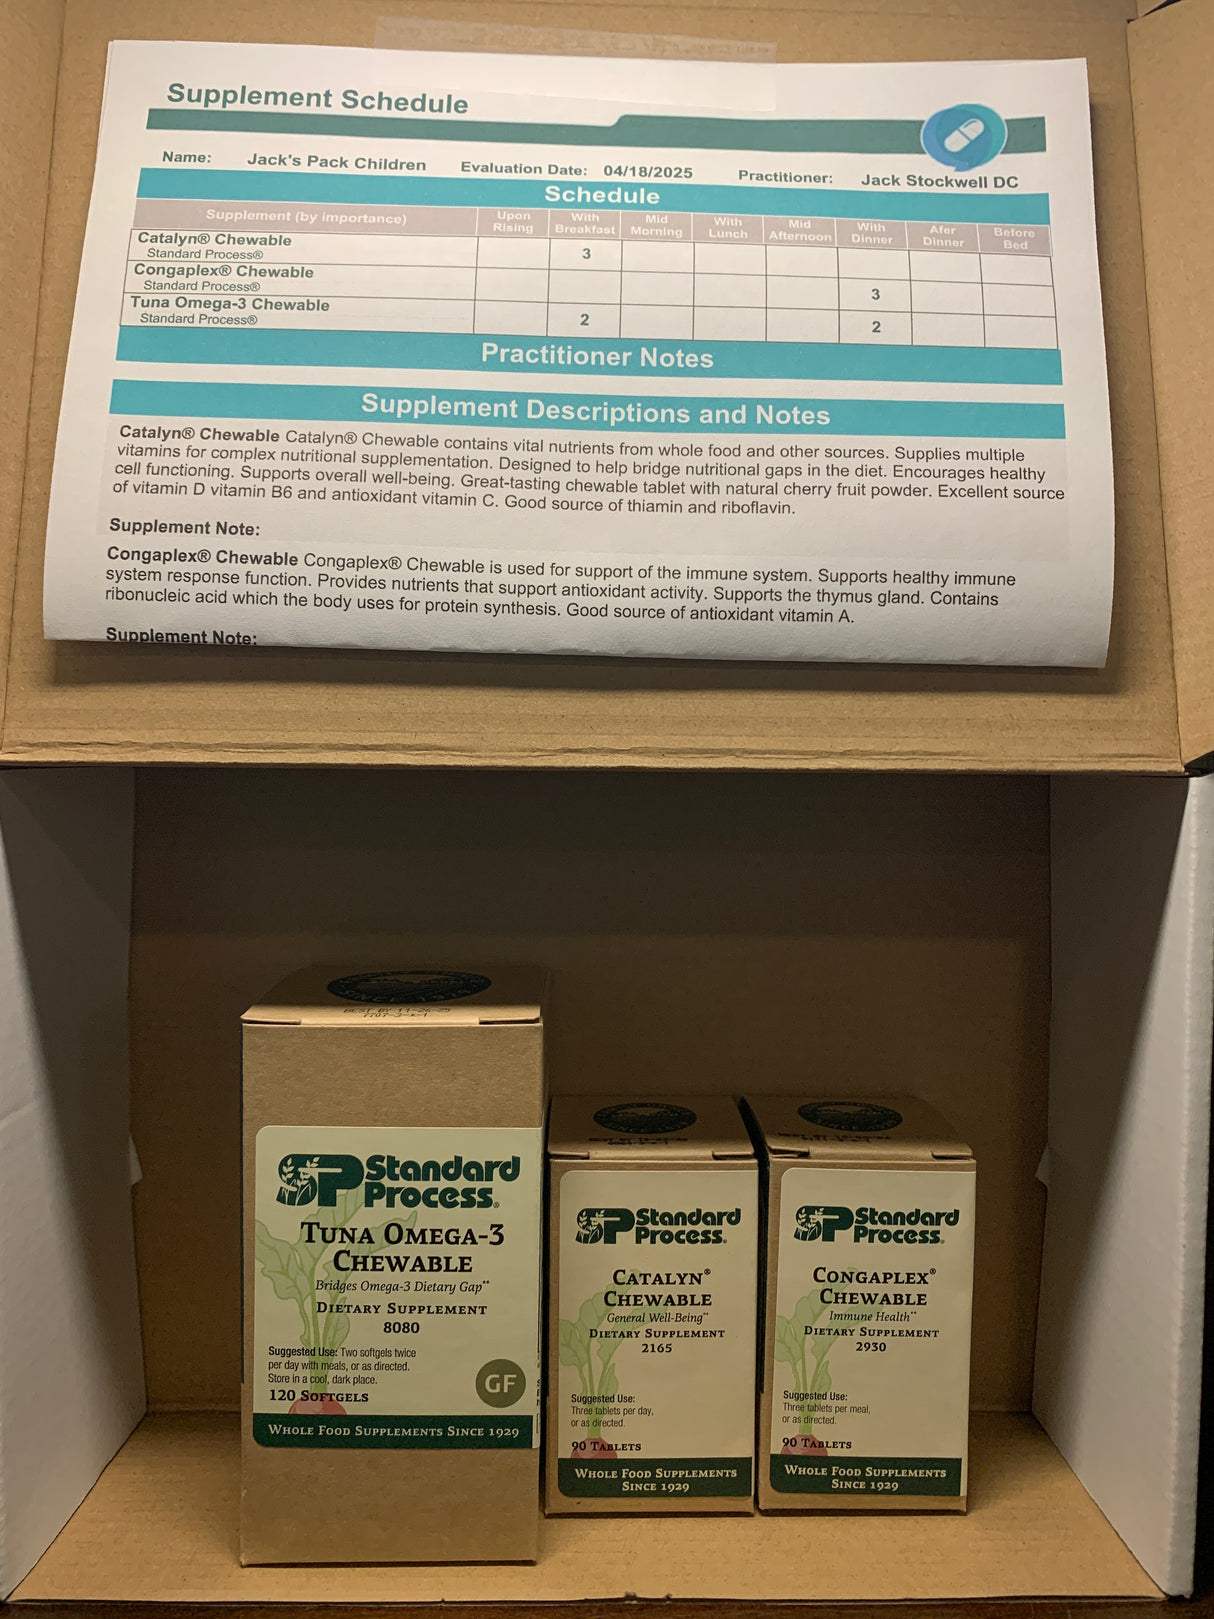 Supplement Schedule
Name: Jack's Pack Children Evaluation Date: 04/18/2025 Practitioner: Jack Stockwell DC
Schedule
Supplement (by importance) Upon Rising With Breakfast Mid Morning With Lunch Mid Afternoon With Dinner Afer Dinner Before Bed
Catalyn® Chewable
Standard Process®
3
Congaplex® Chewable
Standard Process®
3
Tuna Omega-3 Chewable
Standard Process®
2 2
Practitioner Notes
Supplement Descriptions and Notes
Catalyn® Chewable Catalyn® Chewable contains vital nutrients from whole food and other sources. Supplies multiple
vitamins for complex nutritional supplementation. Designed to help bridge nutritional gaps in the diet. Encourages healthy
cell functioning. Supports overall well-being. Great-tasting chewable tablet with natural cherry fruit powder. Excellent source
of vitamin D vitamin B6 and antioxidant vitamin C. Good source of thiamin and riboflavin.
Supplement Note:
Congaplex® Chewable Congaplex® Chewable is used for support of the immune system. Supports healthy immune
system response function. Provides nutrients that support antioxidant activity. Supports the thymus gland. Contains
ribonucleic acid which the body uses for protein synthesis. Good source of antioxidant vitamin A.
Supplement Note:
SINCE 1929
SP Standard
Process®
Tuna Omega-3
Chewable
Bridges Omega-3 Dietary Gap**
Dietary Supplement
8080
Suggested Use: Two softgels twice
per day with meals, or as directed.
Store in a cool, dark place.
120 Softgels
GF
Whole Food Supplements Since 1929
SP Standard
Process®
Catalyn®
Chewable
General Well-Being**
Dietary Supplement
2165
Suggested Use:
Three tablets per day,
or as directed.
90 Tablets
Whole Food Supplements
Since 1929
SP Standard
Process®
Congaplex®
Chewable
Immune Health**
Dietary Supplement
2930
Suggested Use:
Three tablets per meal,
or as directed.
90 Tablets
Whole Food Supplements
Since 1929